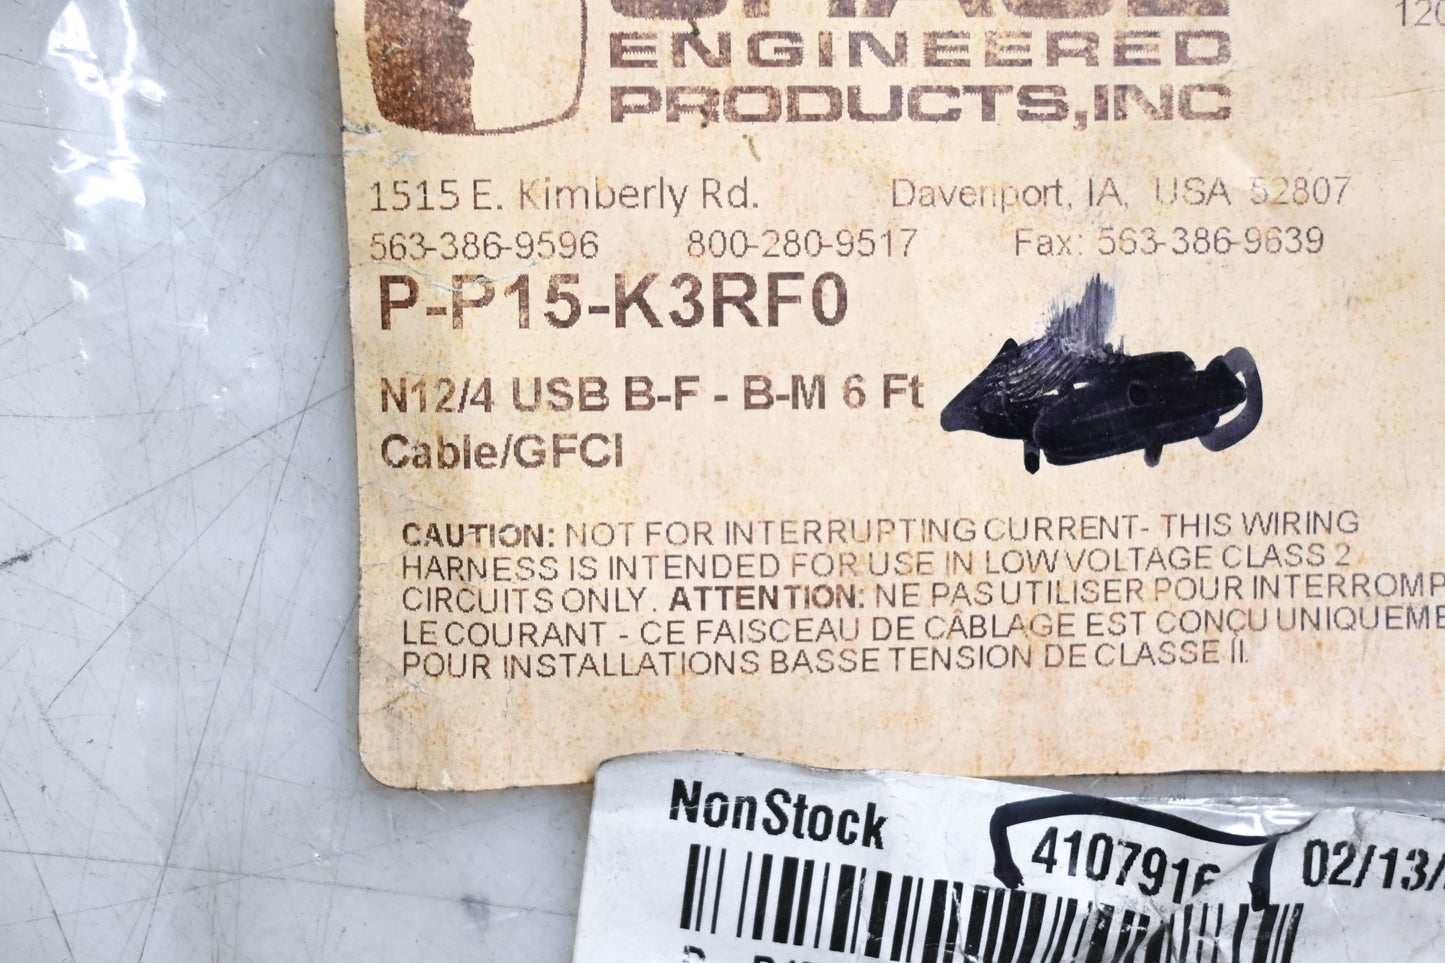 120
ENGINEERED
PRODUCTS,INC
1515 E. Kimberly Rd. Davenport, IA, USA 52807
563-386-9596 800-280-9517 Fax: 563-386-9639
P-P15-K3RF0
N12/4 USB B-F - B-M 6 Ft
Cable/GFCI
CAUTION: NOT FOR INTERRUPTING CURRENT- THIS WIRING
HARNESS IS INTENDED FOR USE IN LOW VOLTAGE CLASS 2
CIRCUITS ONLY. ATTENTION: NE PAS UTILISER POUR INTERROMP
LE COURANT - CE FAISCEAU DE CÂBLAGE EST CONÇU UNIQUEME
POUR INSTALLATIONS BASSE TENSION DE CLASSE II.
NonStock 4107916 02/13/